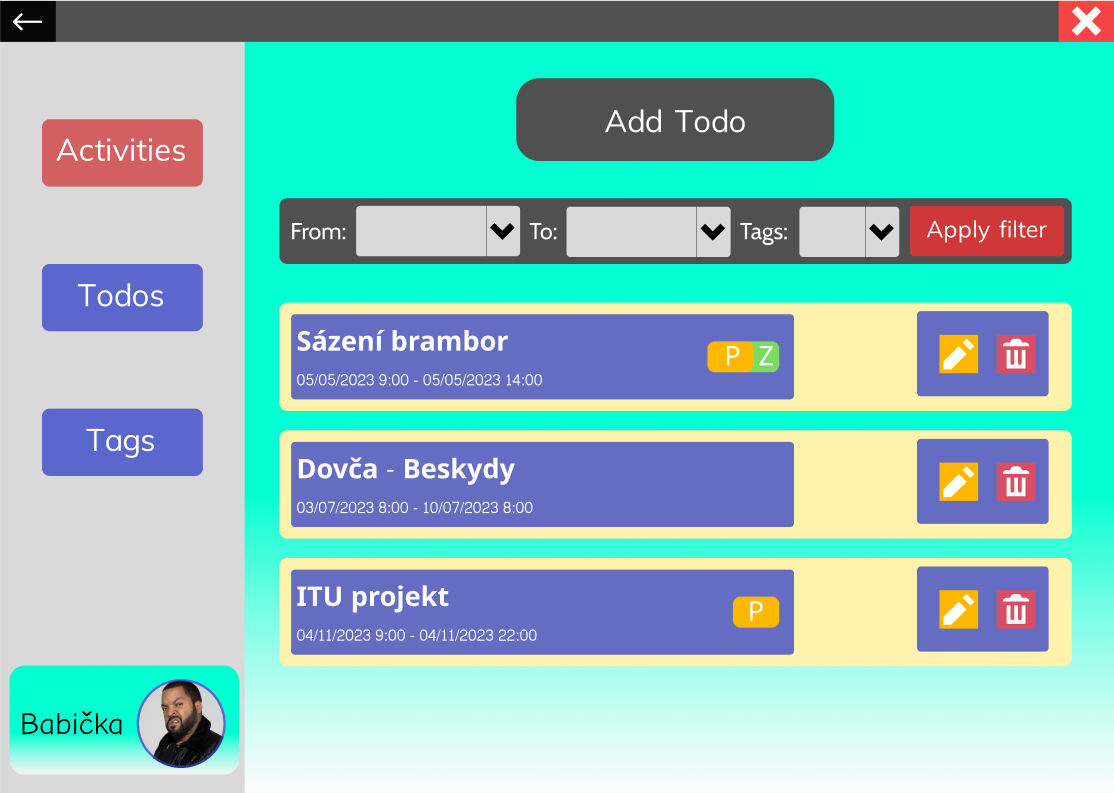 Add Todo
Activities
From: To: Tags: Apply filter
Todos
Sázení brambor
P Z
05/05/2023 9:00 - 05/05/2023 14:00
Tags
Dovča - Beskydy
03/07/2023 8:00 - 10/07/2023 8:00
ITU projekt
P
04/11/2023 9:00 - 04/11/2023 22:00
Babička